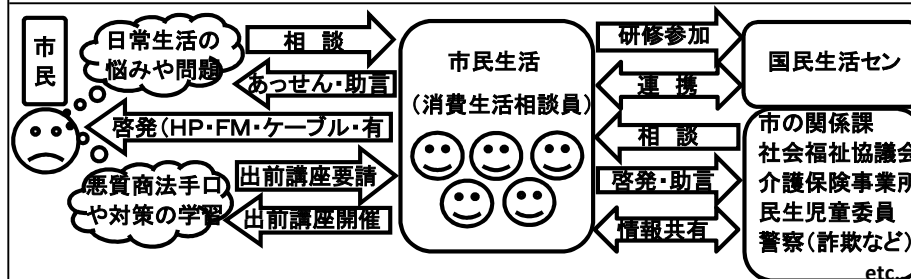 市民
日常生活の
悩みや問題
相 談
あっせん・助言
啓発（HP・FM・ケーブル・有
悪質商法手口
や対策の学習
出前講座要請
出前講座開催
市民生活
（消費生活相談員）
研修参加
連 携
相 談
啓発・助言
情報共有
国民生活セン
市の関係課
社会福祉協議会
介護保険事業所
民生児童委員
警察（詐欺など）
etc.